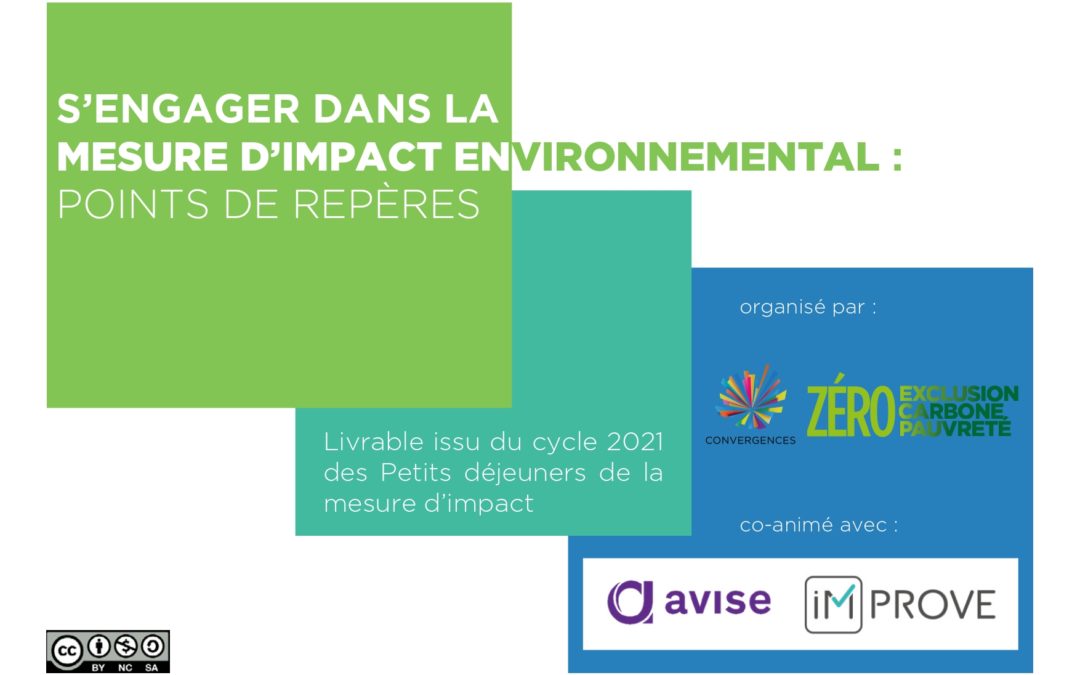 S’ENGAGER DANS LA
MESURE D’IMPACT ENVIRONNEMENTAL :
POINTS DE REPÈRES
Livrable issu du cycle 2021
des Petits déjeuners de la
mesure d’impact
organisé par :
CONVERGENCES
ZÉRO
EXCLUSION
CARBONE
PAUVRETÉ
co-animé avec :
avise
iMPROVE
cc
BY NC SA